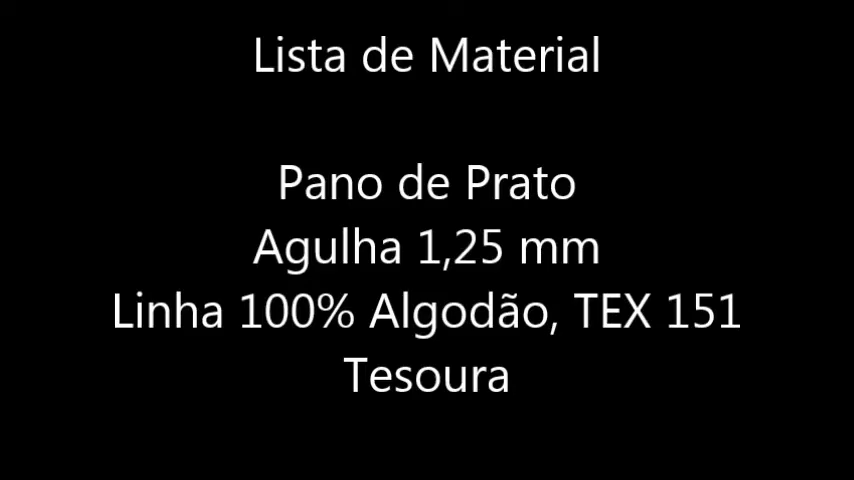 Lista de Material
Pano de Prato
Agulha 1,25 mm
Linha 100% Algodão, TEX 151
Tesoura